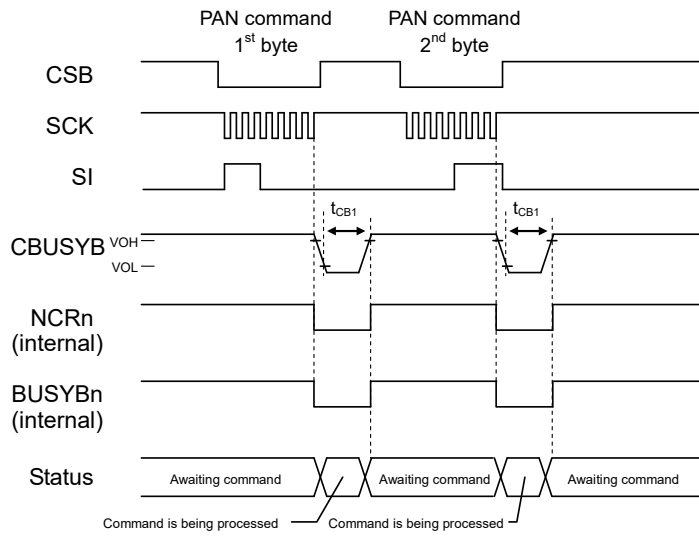 PAN command
1st byte
PAN command
2nd byte
CSB
SCK
SI
tCB1
tCB1
CBUSYB
VOH
VOL
NCRn
(internal)
BUSYBn
(internal)
Status
Awaiting command
Awaiting command
Awaiting command
Command is being processed
Command is being processed